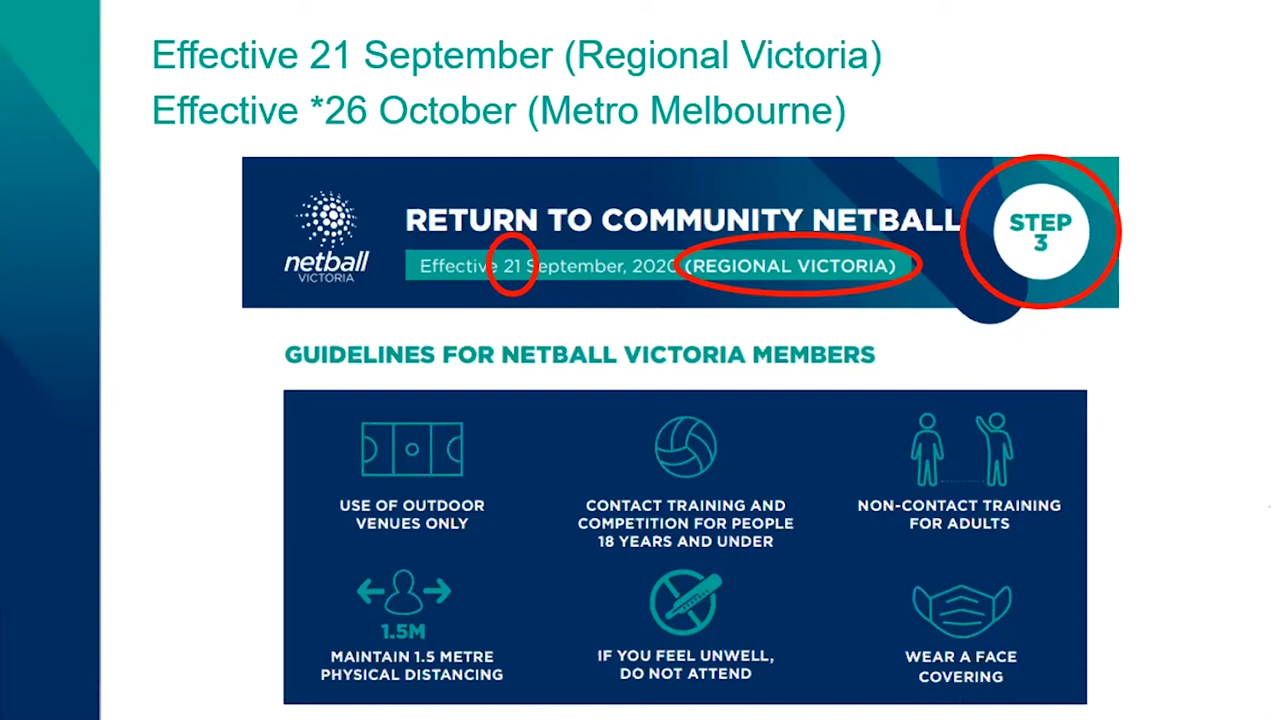 Effective 21 September (Regional Victoria)
Effective *26 October (Metro Melbourne)
netball
VICTORIA
RETURN TO COMMUNITY NETBALL
Effective 21 September, 2020 (REGIONAL VICTORIA)
STEP
3
GUIDELINES FOR NETBALL VICTORIA MEMBERS
USE OF OUTDOOR
VENUES ONLY
CONTACT TRAINING AND
COMPETITION FOR PEOPLE
18 YEARS AND UNDER
NON-CONTACT TRAINING
FOR ADULTS
1.5M
MAINTAIN 1.5 METRE
PHYSICAL DISTANCING
IF YOU FEEL UNWELL,
DO NOT ATTEND
WEAR A FACE
COVERING